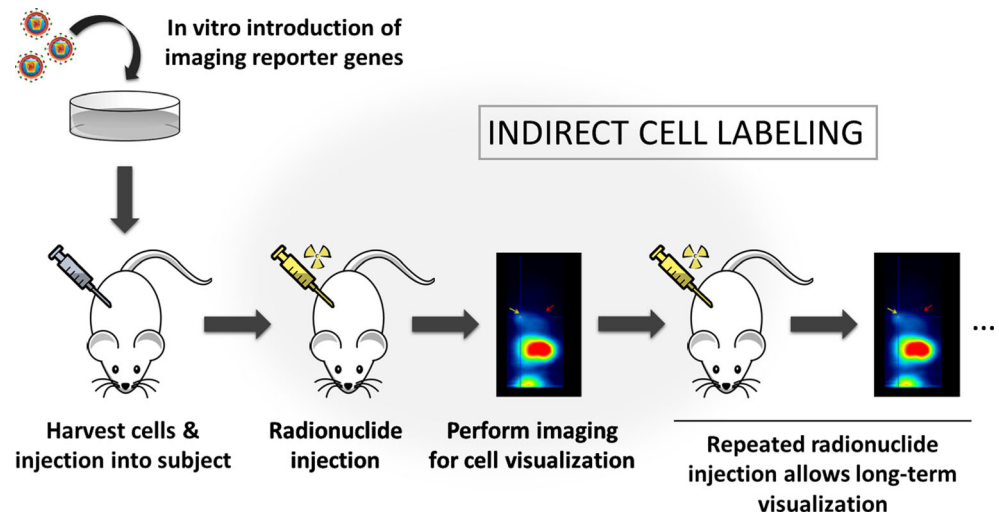 In vitro introduction of
imaging reporter genes
INDIRECT CELL LABELING
...
Harvest cells &
injection into subject
Radionuclide
injection
Perform imaging
for cell visualization
Repeated radionuclide
injection allows long-term
visualization